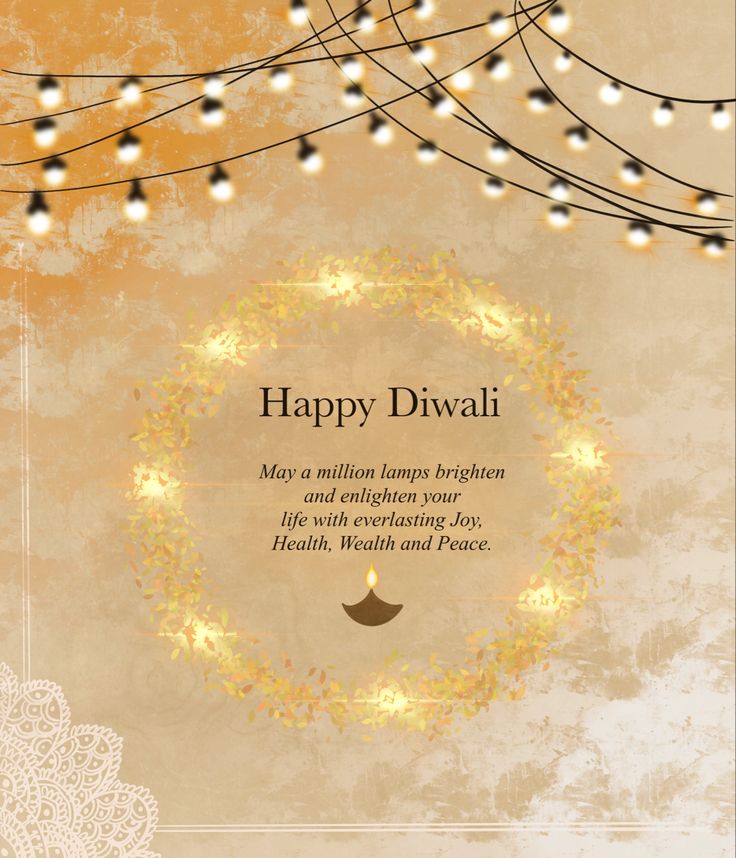 Happy Diwali
May a million lamps brighten
and enlighten your
life with everlasting Joy,
Health, Wealth and Peace.